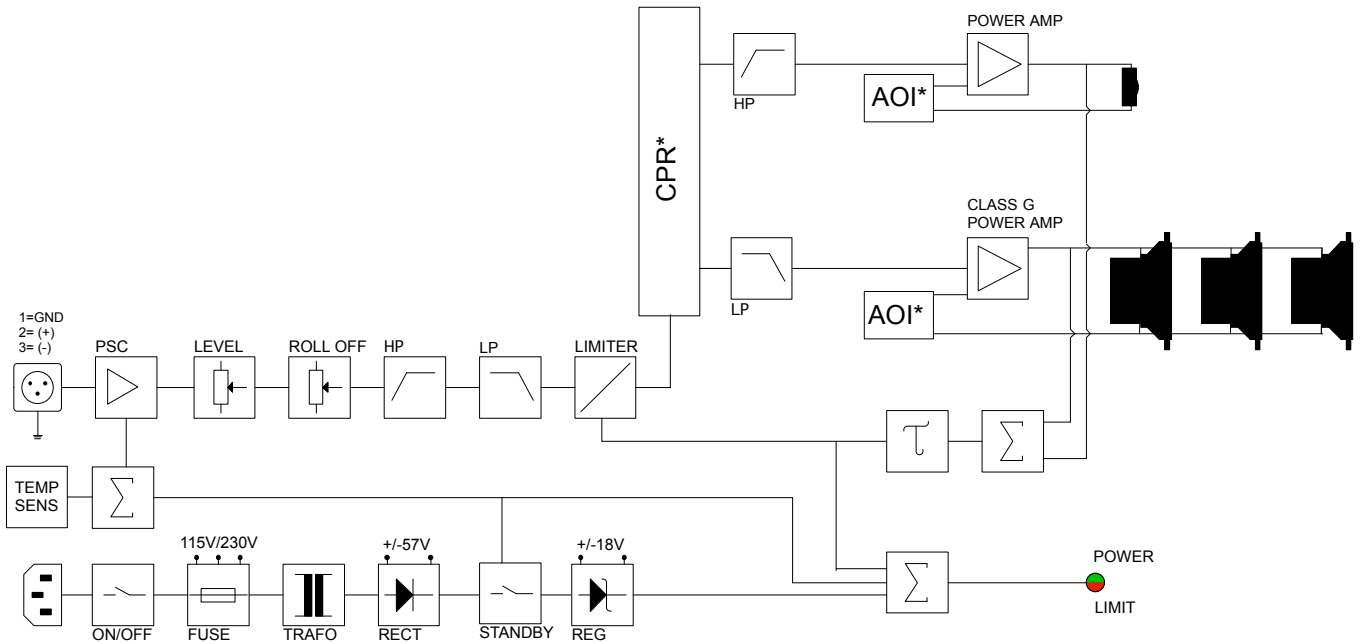 POWER AMP
HP
AOI*
CPR*
CLASS G
POWER AMP
LP
AOI*
1=GND
2= (+)
3= (-)
PSC
LEVEL
ROLL OFF
HP
LP
LIMITER
τ
Σ
TEMP
SENS
Σ
115V/230V
+/-57V
+/-18V
Σ
POWER
LIMIT
ON/OFF
FUSE
TRAFO
RECT
STANDBY
REG